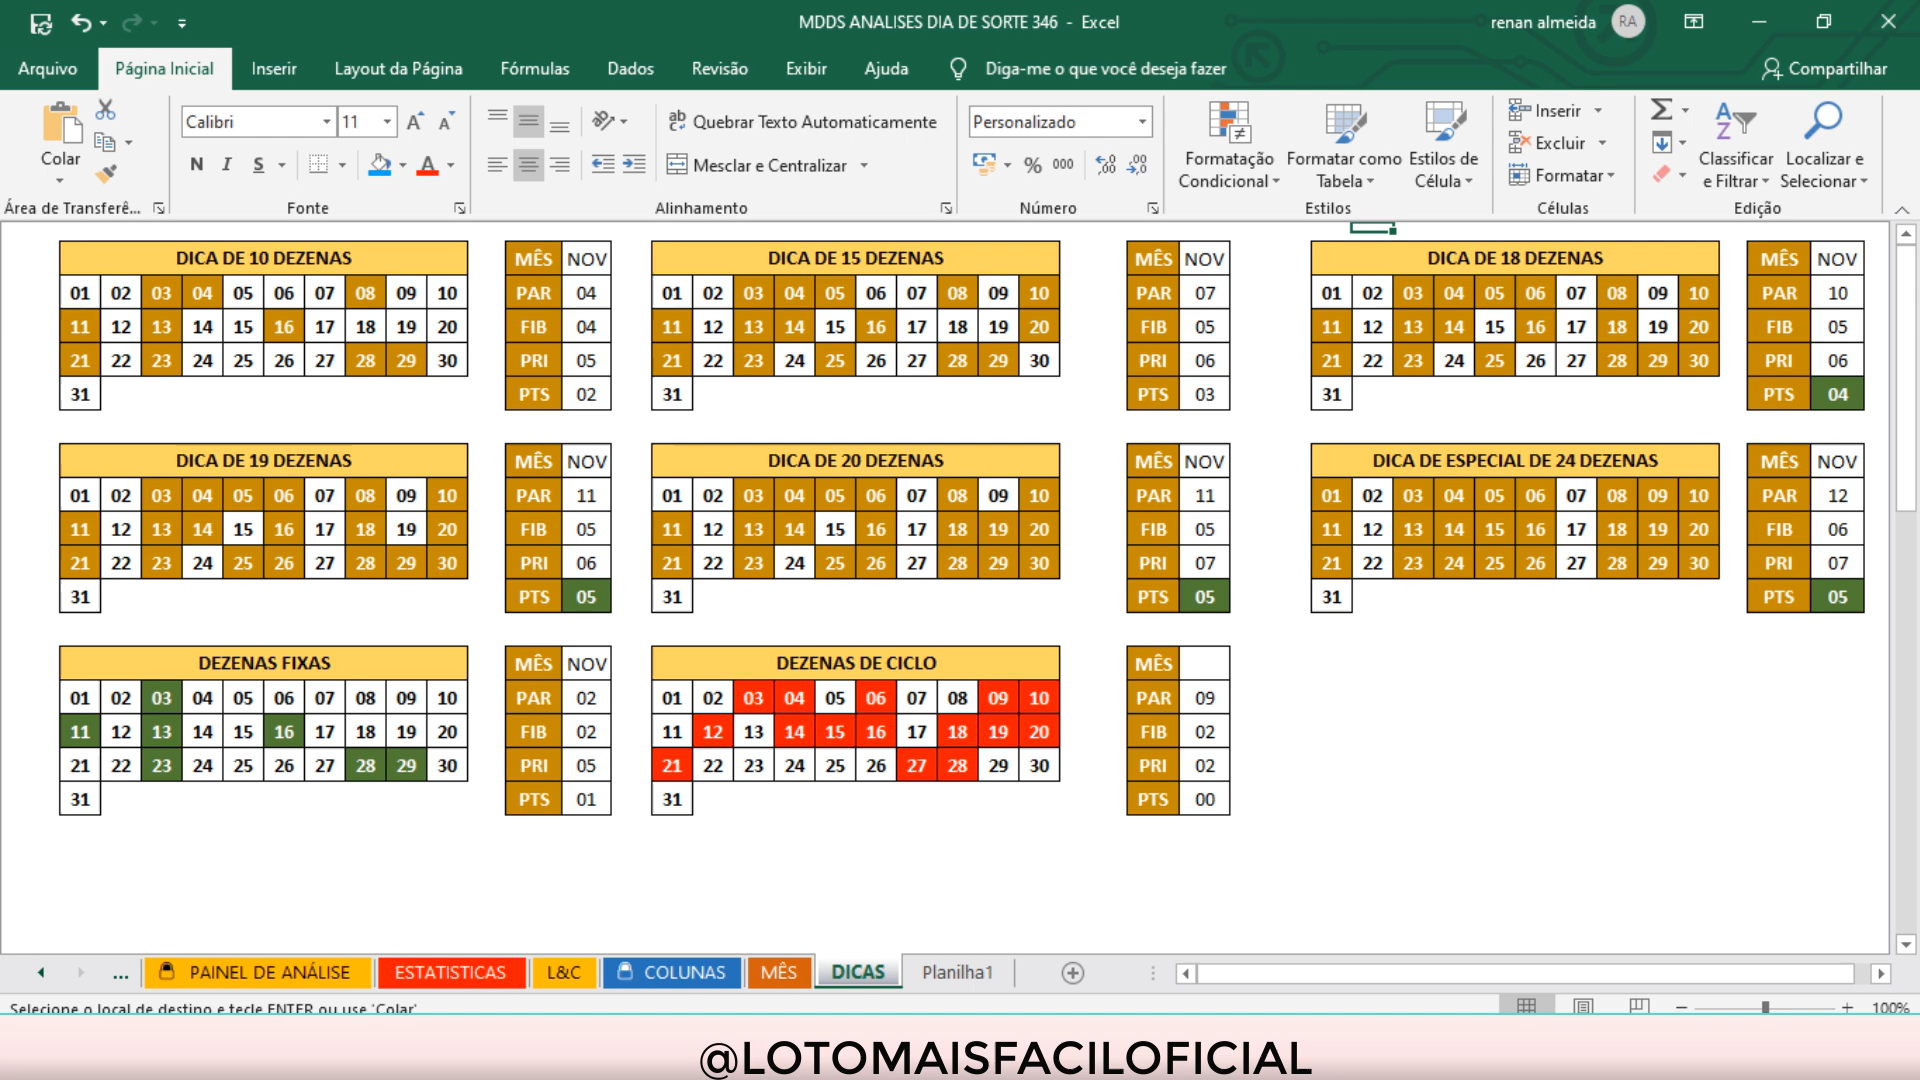 MDDS ANALISES DIA DE SORTE 346 - Excel
renan almeida RA
Arquivo Página Inicial Inserir Layout da Página Fórmulas Dados Revisão Exibir Ajuda Diga-me o que você deseja fazer Compartilhar
Colar
Área de Transferê...
Calibri 11
N I S
Fonte
Quebrar Texto Automaticamente
Mesclar e Centralizar
Alinhamento
Personalizado
% 000
Número
Formatação Condicional
Formatar como Tabela
Estilos de Célula
Estilos
Inserir
Excluir
Formatar
Células
Classificar e Filtrar
Localizar e Selecionar
Edição
DICA DE 10 DEZENAS
01 02 03 04 05 06 07 08 09 10
11 12 13 14 15 16 17 18 19 20
21 22 23 24 25 26 27 28 29 30
31
MÊS NOV
PAR 04
FIB 04
PRI 05
PTS 02
DICA DE 15 DEZENAS
01 02 03 04 05 06 07 08 09 10
11 12 13 14 15 16 17 18 19 20
21 22 23 24 25 26 27 28 29 30
31
MÊS NOV
PAR 07
FIB 05
PRI 06
PTS 03
DICA DE 18 DEZENAS
01 02 03 04 05 06 07 08 09 10
11 12 13 14 15 16 17 18 19 20
21 22 23 24 25 26 27 28 29 30
31
MÊS NOV
PAR 10
FIB 05
PRI 06
PTS 04
DICA DE 19 DEZENAS
01 02 03 04 05 06 07 08 09 10
11 12 13 14 15 16 17 18 19 20
21 22 23 24 25 26 27 28 29 30
31
MÊS NOV
PAR 11
FIB 05
PRI 06
PTS 05
DICA DE 20 DEZENAS
01 02 03 04 05 06 07 08 09 10
11 12 13 14 15 16 17 18 19 20
21 22 23 24 25 26 27 28 29 30
31
MÊS NOV
PAR 11
FIB 05
PRI 07
PTS 05
DICA DE ESPECIAL DE 24 DEZENAS
01 02 03 04 05 06 07 08 09 10
11 12 13 14 15 16 17 18 19 20
21 22 23 24 25 26 27 28 29 30
31
MÊS NOV
PAR 12
FIB 06
PRI 07
PTS 05
DEZENAS FIXAS
01 02 03 04 05 06 07 08 09 10
11 12 13 14 15 16 17 18 19 20
21 22 23 24 25 26 27 28 29 30
31
MÊS NOV
PAR 02
FIB 02
PRI 05
PTS 01
DEZENAS DE CICLO
01 02 03 04 05 06 07 08 09 10
11 12 13 14 15 16 17 18 19 20
21 22 23 24 25 26 27 28 29 30
31
MÊS
PAR 09
FIB 02
PRI 02
PTS 00
... PAINEL DE ANÁLISE ESTATISTICAS L&C COLUNAS MÊS DICAS Planilha1
Selecione o local de destino e tecle ENTER ou use 'Colar'
100%
@LOTOMAISFACILOFICIAL